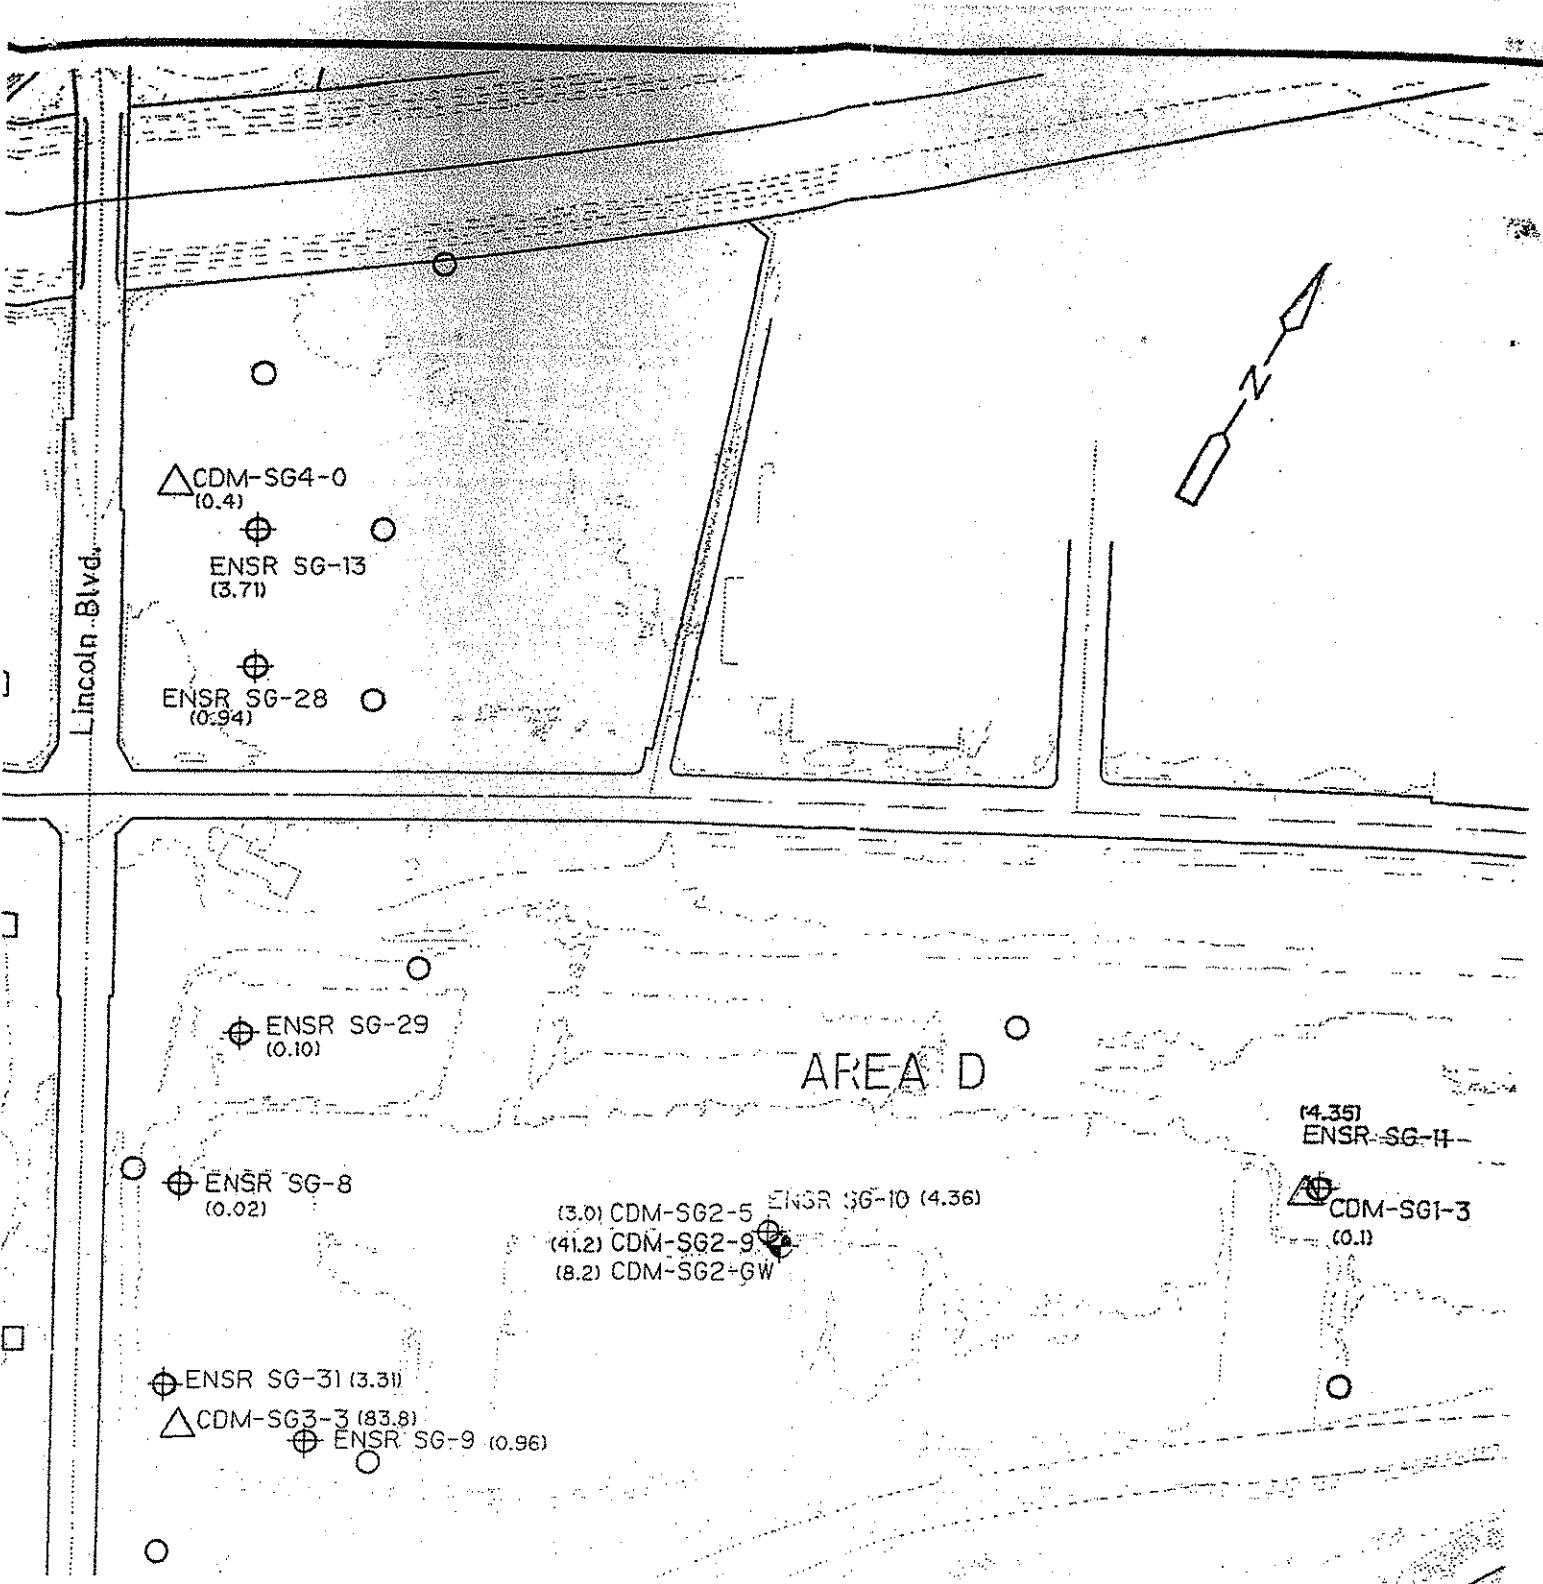 N
CDM-SG4-0
(0.4)
ENSR SG-13
(3.71)
Lincoln Blvd.
ENSR SG-28
(0.94)
ENSR SG-29
(0.10)
AREA D
(4.35)
ENSR SG-11
ENSR SG-8
(0.02)
CDM-SG1-3
(0.1)
ENSR SG-10 (4.36)
(3.0) CDM-SG2-5
(41.2) CDM-SG2-9
(8.2) CDM-SG2-GW
ENSR SG-31 (3.31)
CDM-SG3-3 (83.8)
ENSR SG-9 (0.96)